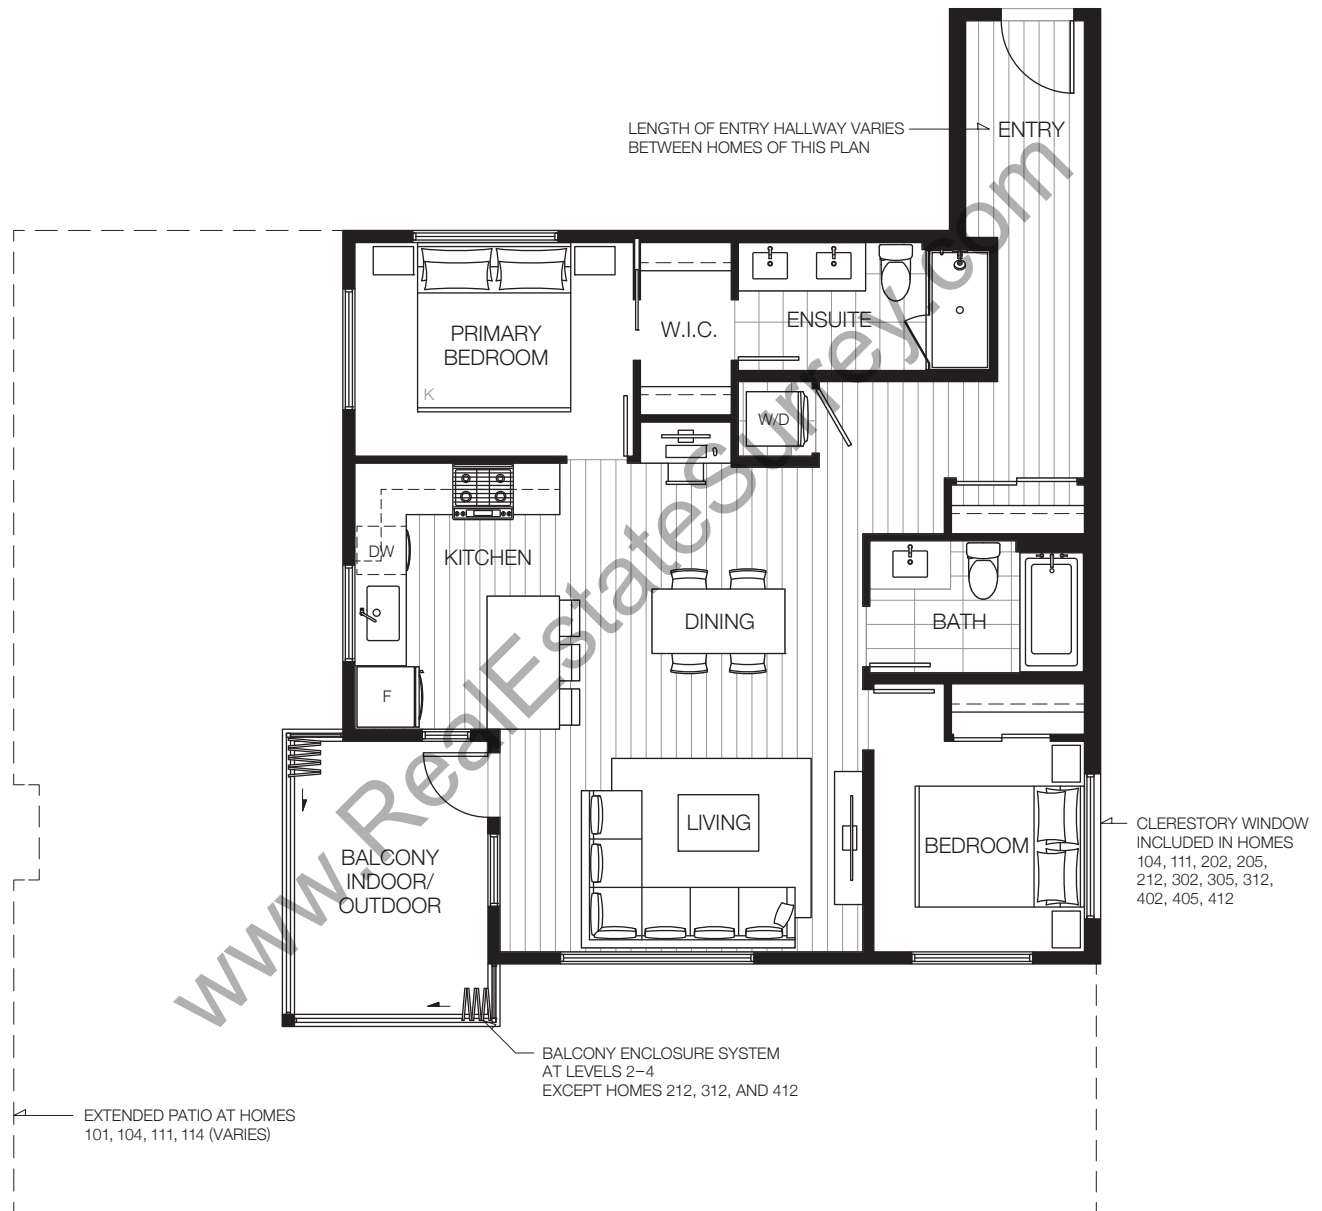 LENGTH OF ENTRY HALLWAY VARIES
BETWEEN HOMES OF THIS PLAN
ENTRY
PRIMARY
BEDROOM
K
W.I.C.
ENSUITE
W/D
DW
KITCHEN
F
DINING
BATH
LIVING
BEDROOM
BALCONY
INDOOR/
OUTDOOR
CLERESTORY WINDOW
INCLUDED IN HOMES
104, 111, 202, 205,
212, 302, 305, 312,
402, 405, 412
BALCONY ENCLOSURE SYSTEM
AT LEVELS 2–4
EXCEPT HOMES 212, 312, AND 412
EXTENDED PATIO AT HOMES
101, 104, 111, 114 (VARIES)
www.RealEstateSurrey.com